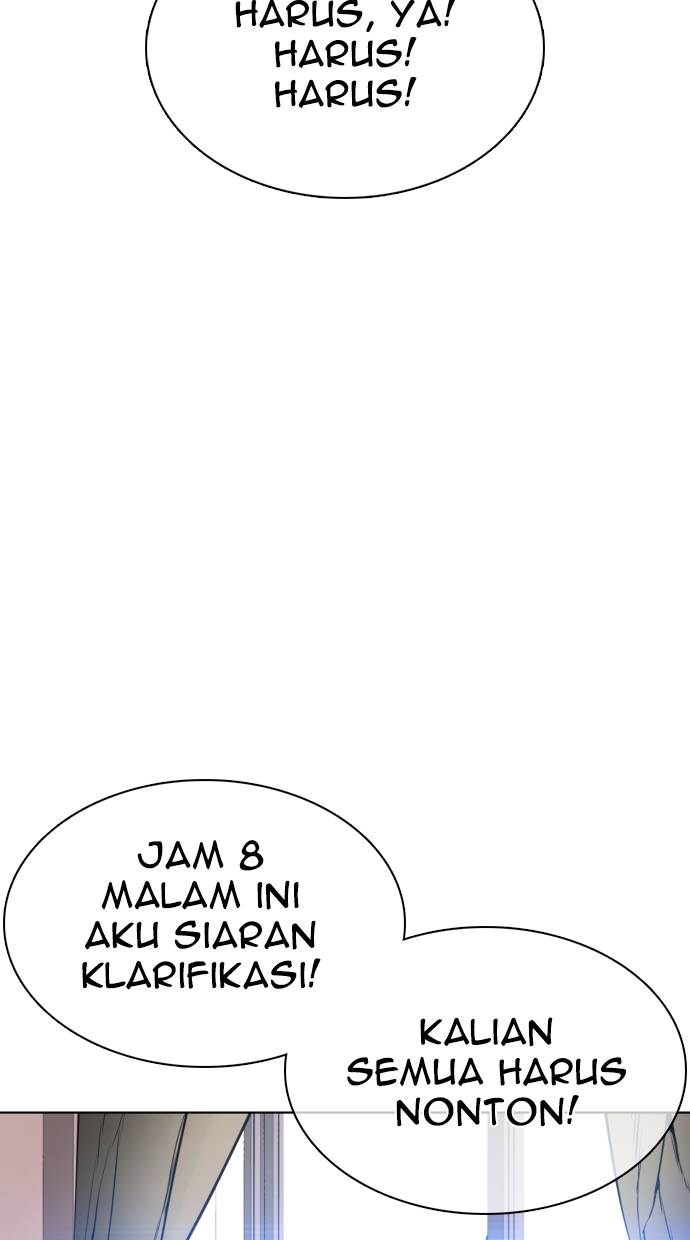 HARUS, YA!
HARUS!
HARUS!
JAM 8
MALAM INI
AKU SIARAN
KLARIFIKASI!
KALIAN
SEMUA HARUS
NONTON!